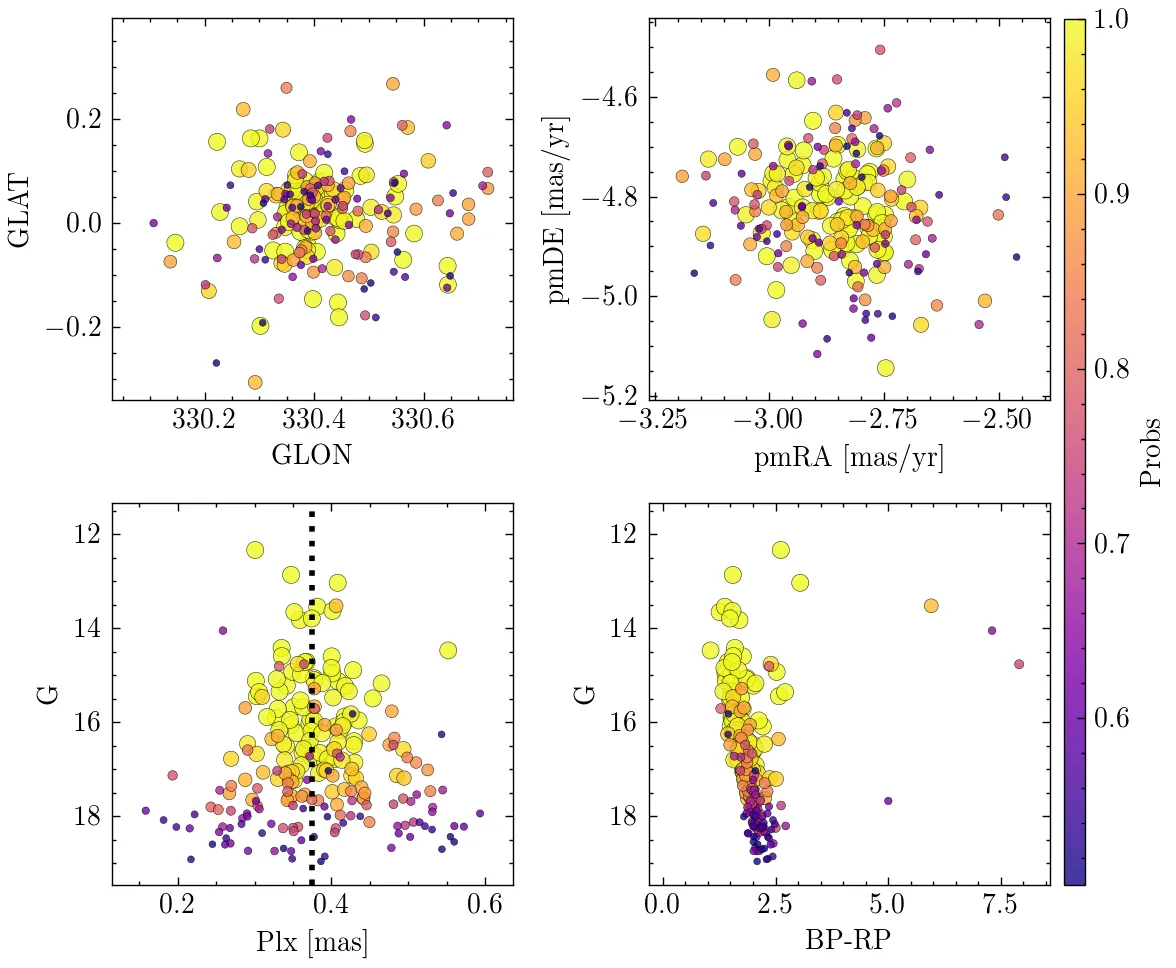 GLAT
0.2
0.0
−0.2
330.2 330.4 330.6
GLON
pmDE [mas/yr]
−4.6
−4.8
−5.0
−5.2
−3.25 −3.00 −2.75 −2.50
pmRA [mas/yr]
G
12
14
16
18
0.2 0.4 0.6
Plx [mas]
G
12
14
16
18
0.0 2.5 5.0 7.5
BP-RP
1.0
0.9
0.8
0.7
0.6
Probs